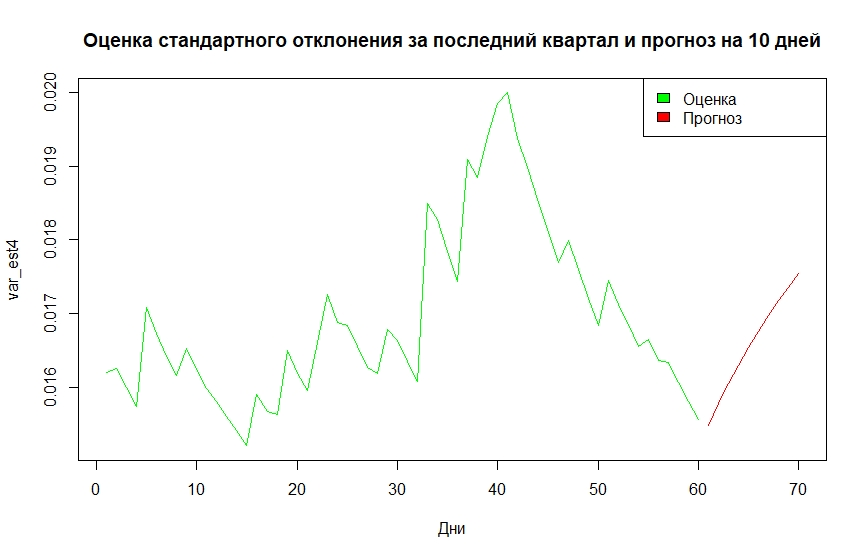 Оценка стандартного отклонения за последний квартал и прогноз на 10 дней
Оценка
Прогноз
0.020
0.019
0.018
0.017
0.016
var_est4
0 10 20 30 40 50 60 70
Дни